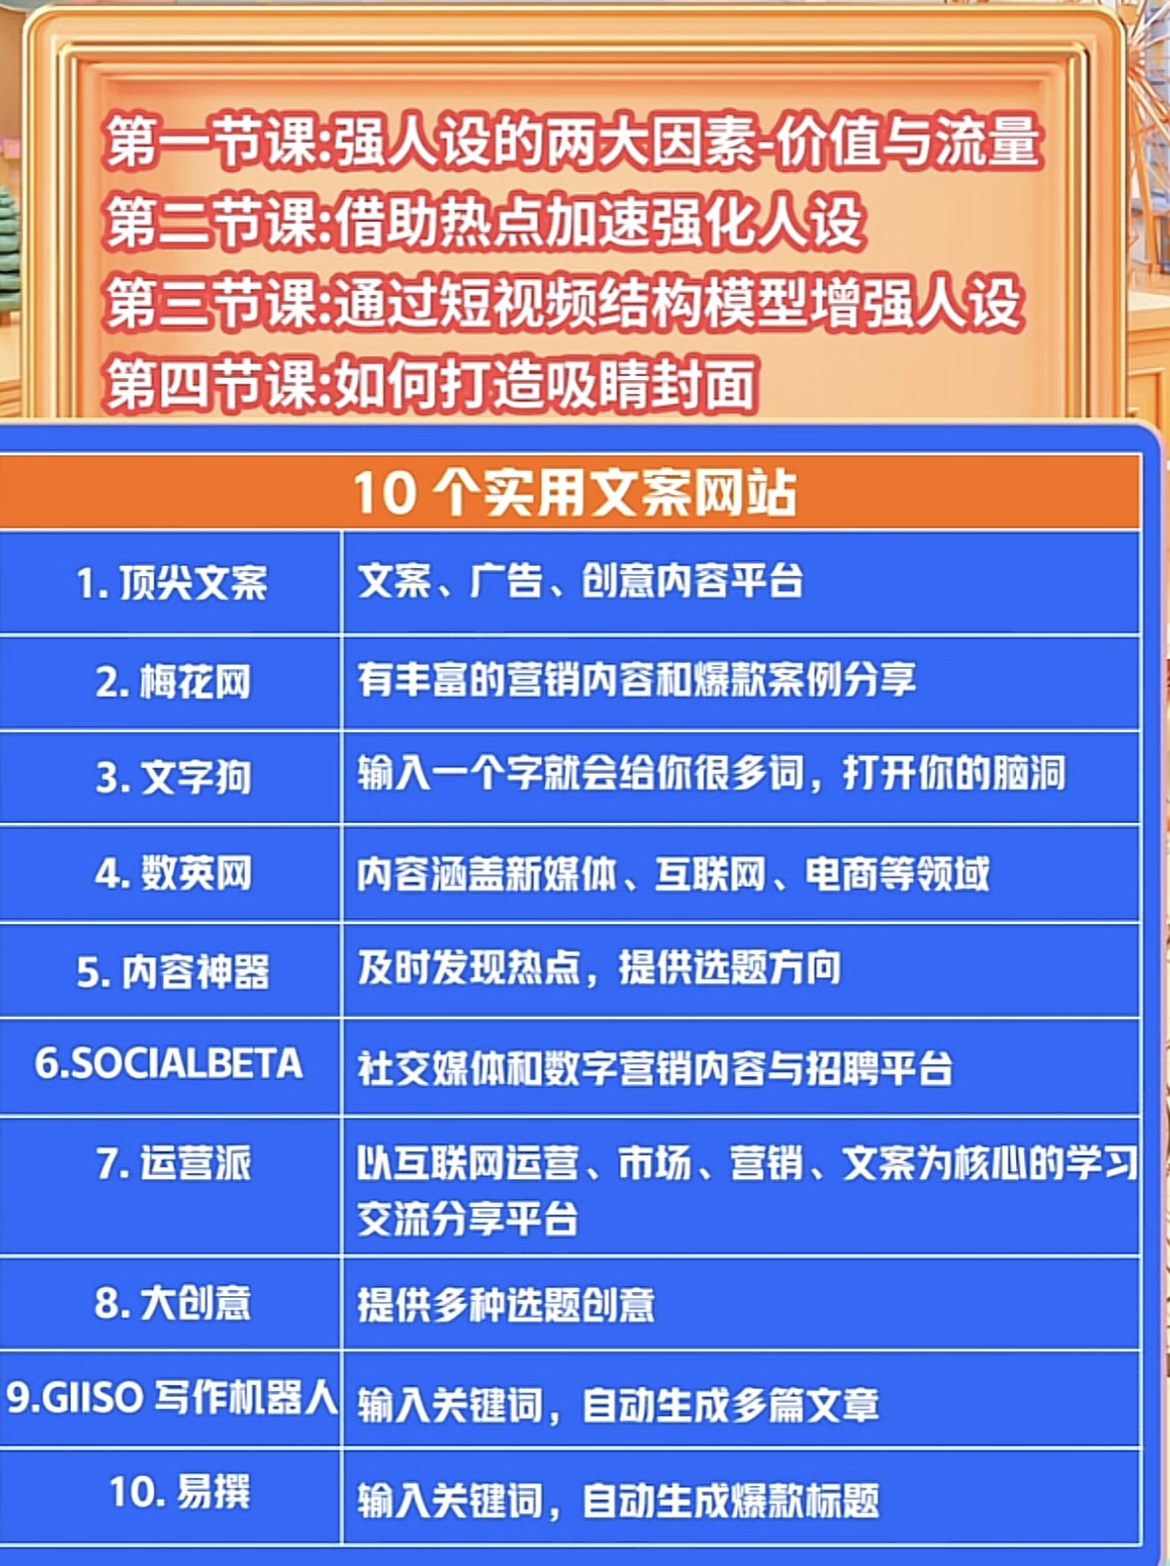 第一节课:强人设的两大因素-价值与流量
第二节课:借助热点加速强化人设
第三节课:通过短视频结构模型增强人设
第四节课:如何打造吸睛封面
10 个实用文案网站
1. 顶尖文案
文案、广告、创意内容平台
2. 梅花网
有丰富的营销内容和爆款案例分享
3. 文字狗
输入一个字就会给你很多词，打开你的脑洞
4. 数英网
内容涵盖新媒体、互联网、电商等领域
5. 内容神器
及时发现热点，提供选题方向
6.SOCIALBETA
社交媒体和数字营销内容与招聘平台
7. 运营派
以互联网运营、市场、营销、文案为核心的学习
交流分享平台
8. 大创意
提供多种选题创意
9.GIISO 写作机器人
输入关键词，自动生成多篇文章
10. 易撰
输入关键词，自动生成爆款标题